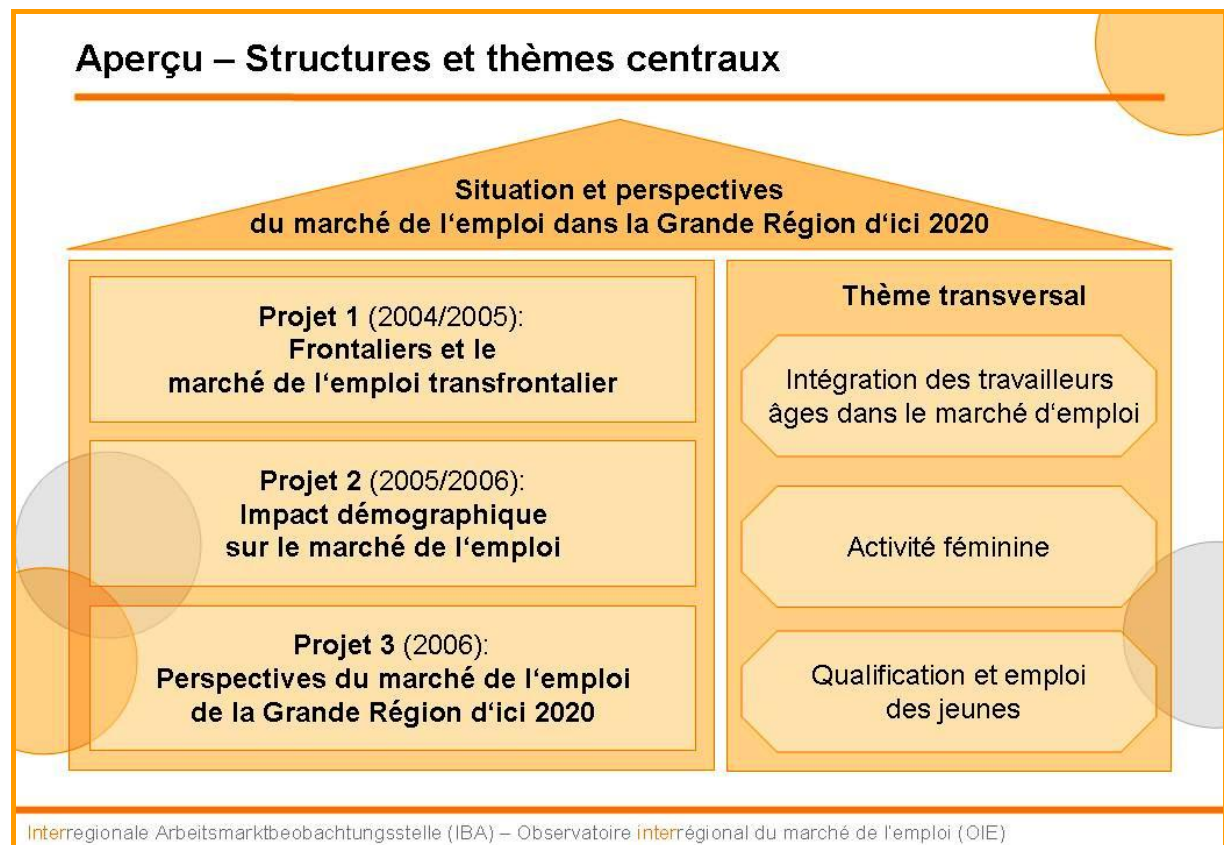 Aperçu – Structures et thèmes centraux
Situation et perspectives
du marché de l‘emploi dans la Grande Région d‘ici 2020
Projet 1 (2004/2005):
Frontaliers et le
marché de l‘emploi transfrontalier
Projet 2 (2005/2006):
Impact démographique
sur le marché de l‘emploi
Projet 3 (2006):
Perspectives du marché de l‘emploi
de la Grande Région d‘ici 2020
Thème transversal
Intégration des travailleurs
âges dans le marché d‘emploi
Activité féminine
Qualification et emploi
des jeunes
Interregionale Arbeitsmarktbeobachtungsstelle (IBA) – Observatoire interrégional du marché de l'emploi (OIE)